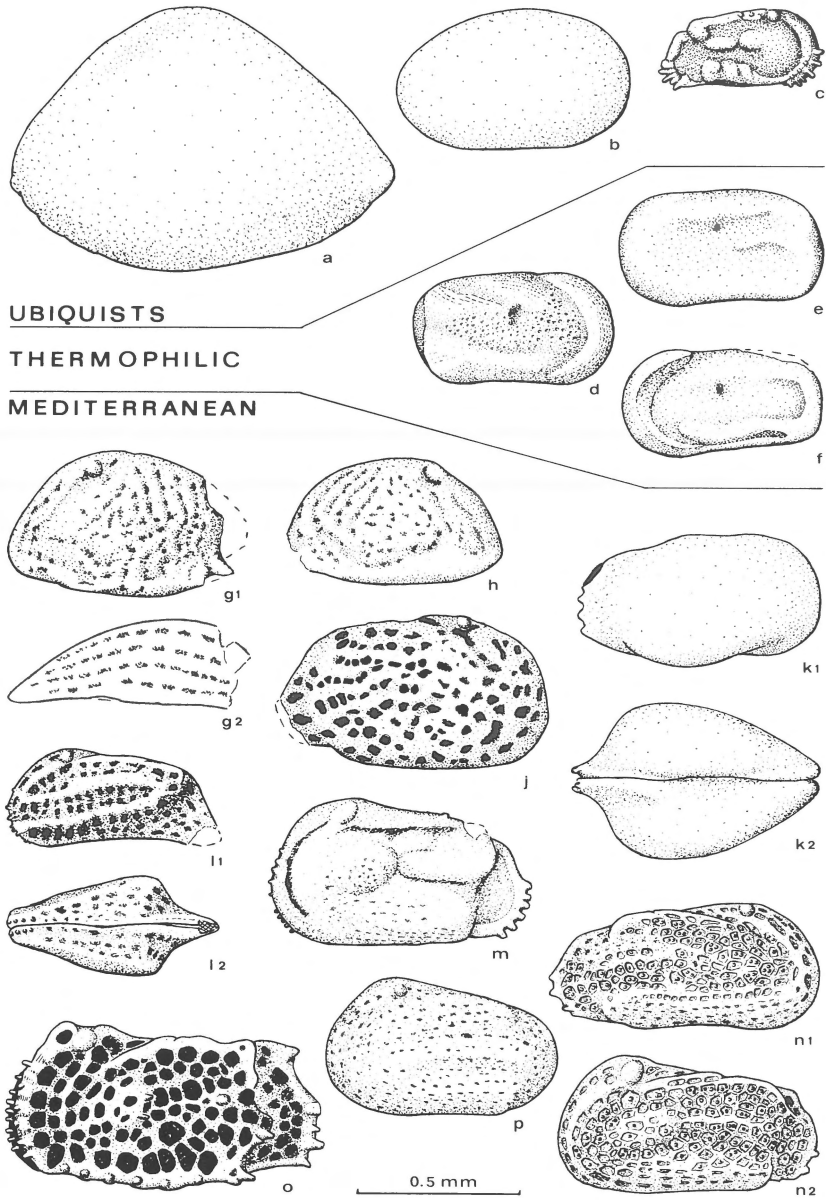 a
b
c
UBIQUISTS
THERMOPHILIC
MEDITERRANEAN
d
e
f
g1
h
g2
j
k1
k2
l1
l2
m
n1
n2
o
p
0.5 mm